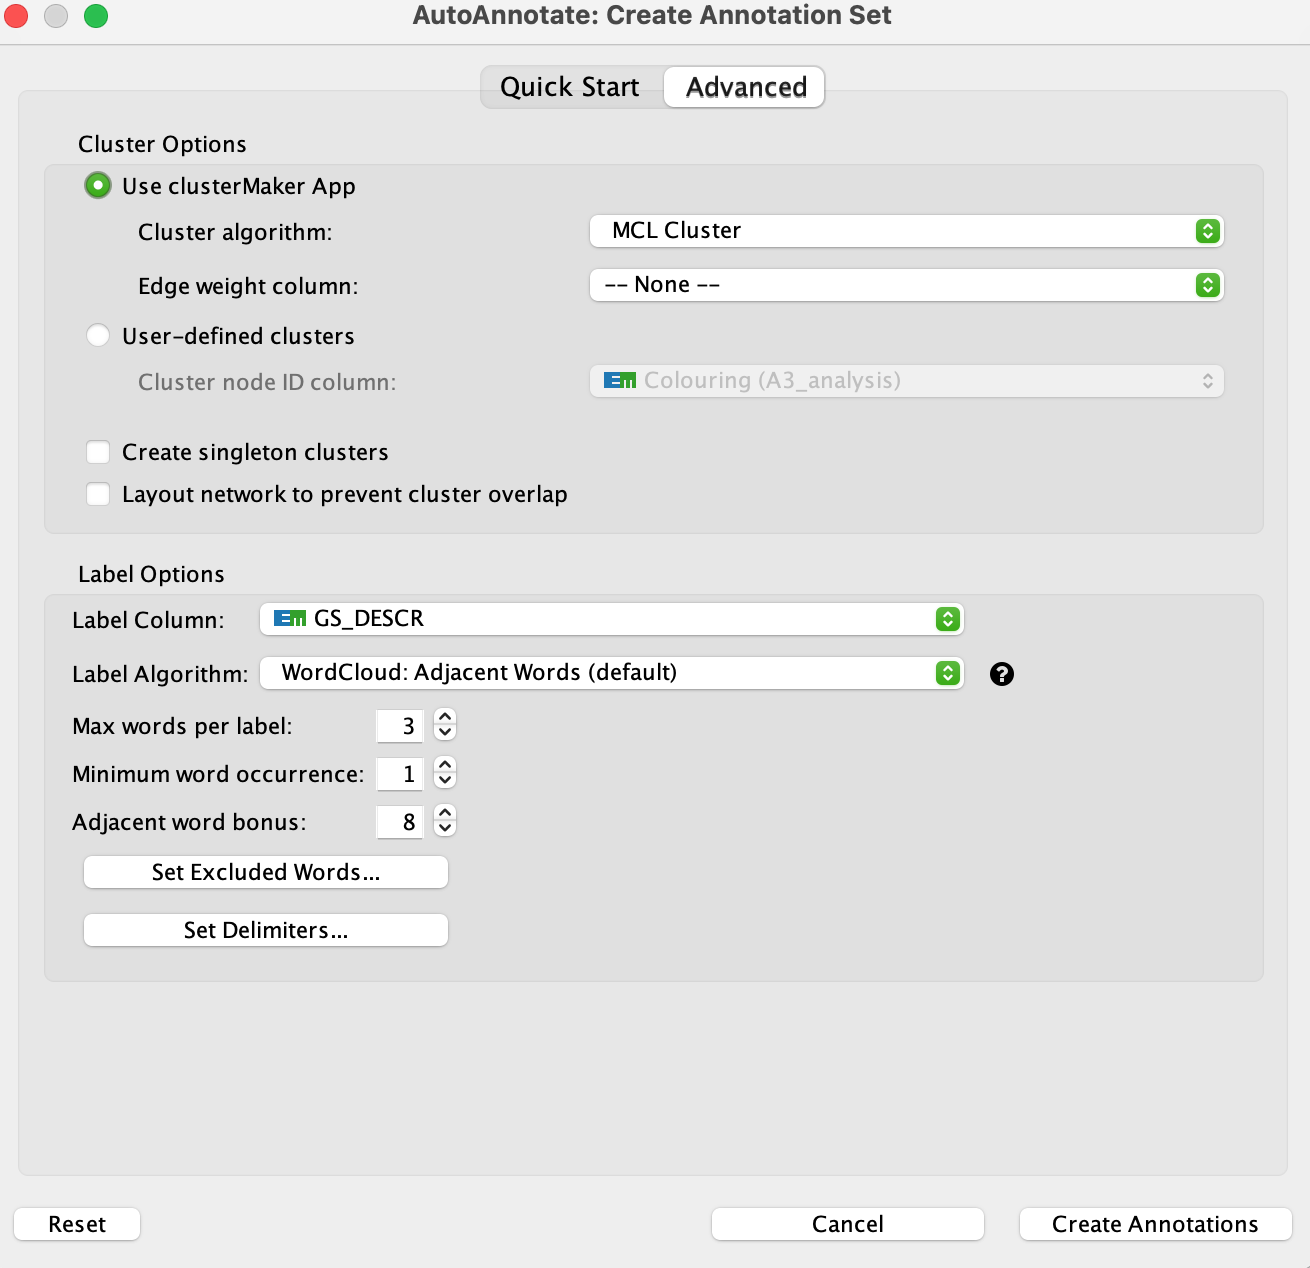 AutoAnnotate: Create Annotation Set
Quick Start Advanced
Cluster Options
Use clusterMaker App
Cluster algorithm: MCL Cluster
Edge weight column: -- None --
User-defined clusters
Cluster node ID column: EM Colouring (A3_analysis)
Create singleton clusters
Layout network to prevent cluster overlap
Label Options
Label Column: EM GS_DESCR
Label Algorithm: WordCloud: Adjacent Words (default) ?
Max words per label: 3
Minimum word occurrence: 1
Adjacent word bonus: 8
Set Excluded Words...
Set Delimiters...
Reset Cancel Create Annotations